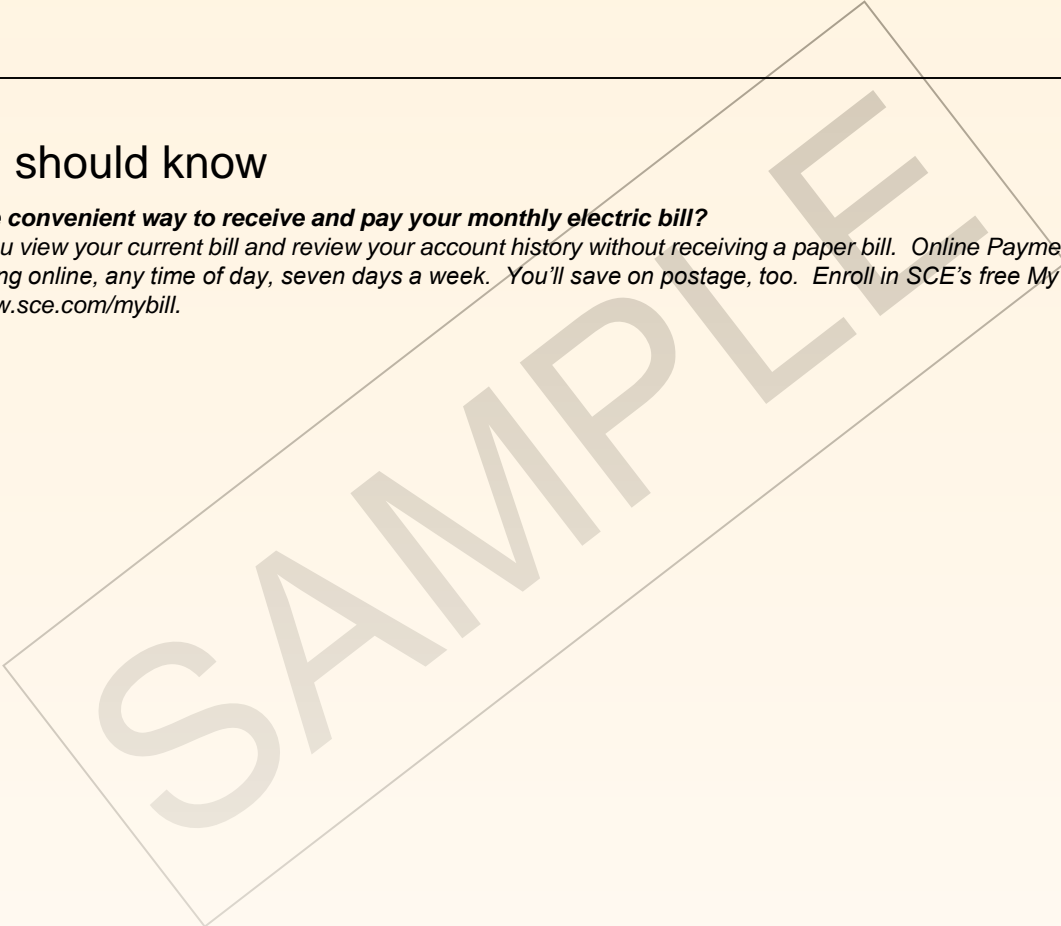 should know
convenient way to receive and pay your monthly electric bill?
u view your current bill and review your account history without receiving a paper bill. Online Payme
ng online, any time of day, seven days a week. You'll save on postage, too. Enroll in SCE's free My
w.sce.com/mybill.
SAMPLE